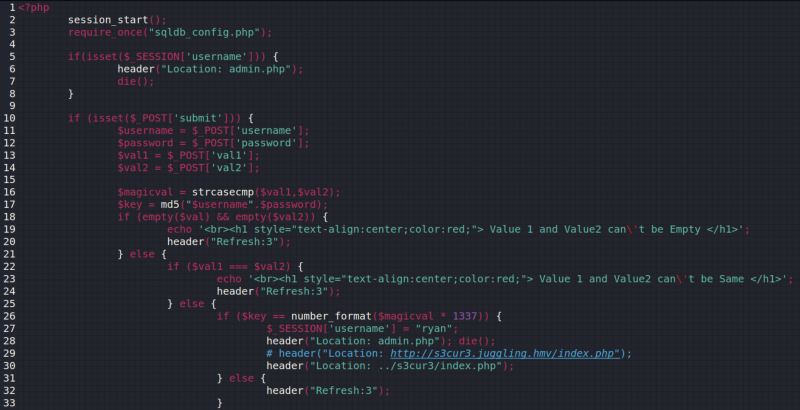 1 <?php
2 session_start();
3 require_once("sqldb_config.php");
4
5 if(isset($_SESSION['username'])) {
6 header("Location: admin.php");
7 die();
8 }
9
10 if (isset($_POST['submit'])) {
11 $username = $_POST['username'];
12 $password = $_POST['password'];
13 $val1 = $_POST['val1'];
14 $val2 = $_POST['val2'];
15
16 $magicval = strcasecmp($val1,$val2);
17 $key = md5("$username".$password);
18 if (empty($val) && empty($val2)) {
19 echo '<br><h1 style="text-align:center;color:red;"> Value 1 and Value2 can\'t be Empty </h1>';
20 header("Refresh:3");
21 } else {
22 if ($val1 === $val2) {
23 echo '<br><h1 style="text-align:center;color:red;"> Value 1 and Value2 can\'t be Same </h1>';
24 header("Refresh:3");
25 } else {
26 if ($key == number_format($magicval * 1337)) {
27 $_SESSION['username'] = "ryan";
28 header("Location: admin.php"); die();
29 # header("Location: http://s3cur3.juggling.hmv/index.php");
30 header("Location: ../s3cur3/index.php");
31 } else {
32 header("Refresh:3");
33 }